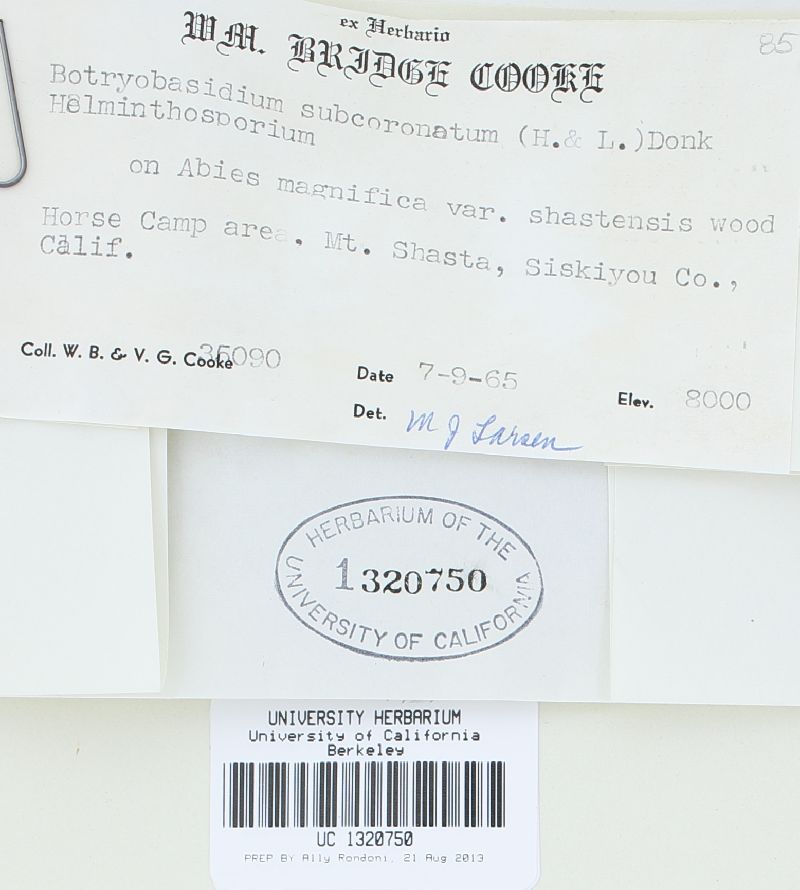 ex Herbario
WM. BRIDGE COOKE
85
Botryobasidium subcoronatum (H.& L.)Donk
Helminthosporium
on Abies magnifica var. shastensis wood
Horse Camp area, Mt. Shasta, Siskiyou Co.,
Calif.
Coll. W. B. & V. G. Cooke 35090
Date 7-9-65
Elev. 8000
Det. M J Larsen
HERBARIUM OF THE
1320750
UNIVERSITY OF CALIFORNIA
UNIVERSITY HERBARIUM
University of California
Berkeley
UC 1320750
PREP BY Ally Rondoni, 21 Aug 2013